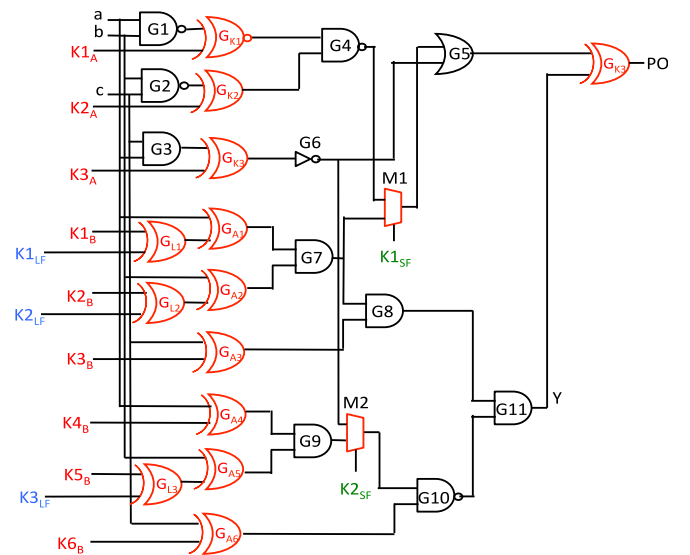 a
b
G1
G_K1
K1_A
G4
G5
G_K3
PO
c
G2
G_K2
K2_A
G3
G_K3
K3_A
G6
M1
K1_SF
K1_B
G_A1
G_L1
K1_LF
G7
K2_B
G_A2
G_L2
K2_LF
G8
G_A3
K3_B
G_A4
K4_B
G9
M2
G11
Y
K5_B
G_A5
G_L3
K3_LF
K2_SF
G10
G_A6
K6_B